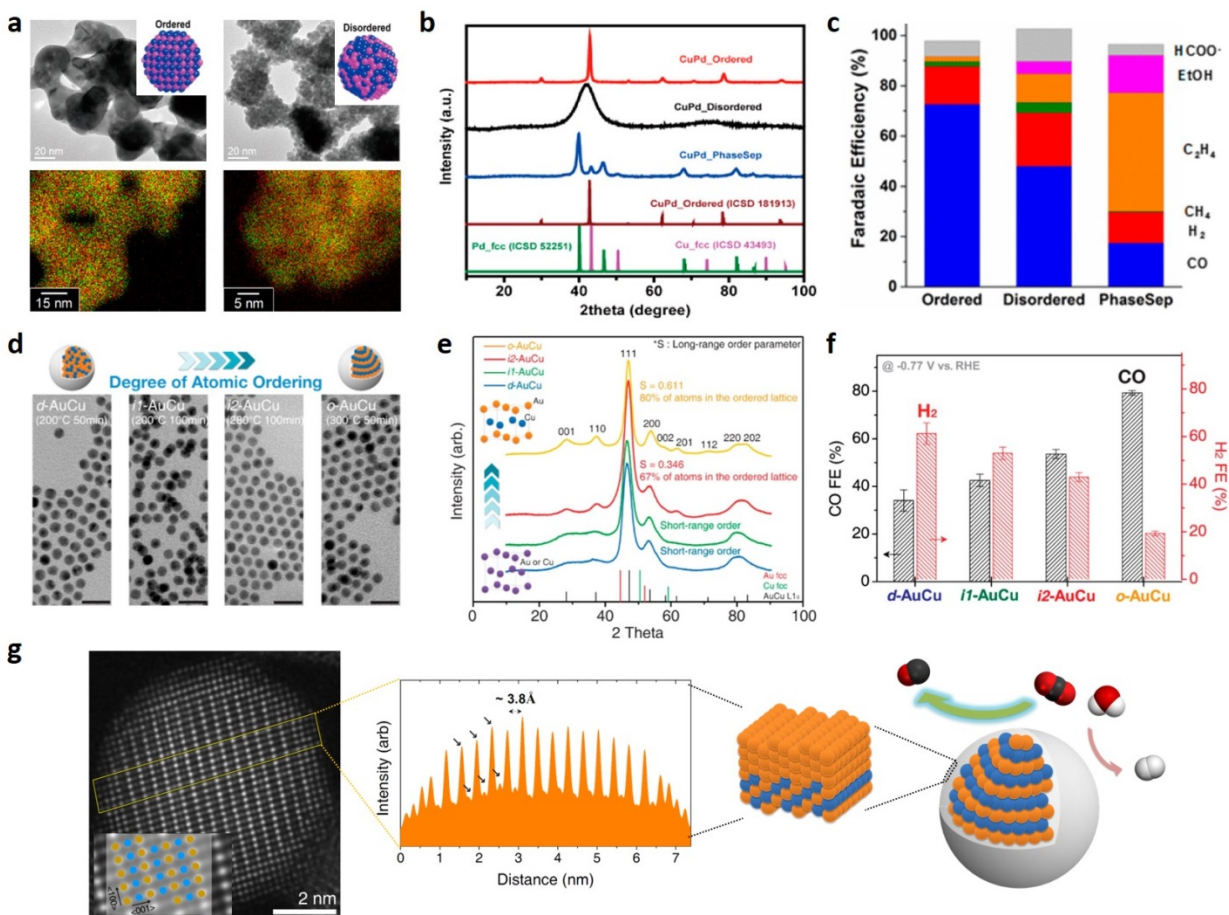 a
Ordered
Disordered
20 nm
20 nm
15 nm
5 nm
b
Intensity (a.u.)
CuPd_Ordered
CuPd_Disordered
CuPd_PhaseSep
CuPd_Ordered (ICSD 181913)
Pd_fcc (ICSD 52251)
Cu_fcc (ICSD 43493)
20 40 60 80 100
2theta (degree)
c
Faradaic Efficiency (%)
100
80
60
40
20
0
HCOO-
EtOH
C₂H₄
CH₄
H₂
CO
Ordered Disordered PhaseSep
d
Degree of Atomic Ordering
d-AuCu
(200°C 50min)
i1-AuCu
(200°C 100min)
i2-AuCu
(280°C 100min)
o-AuCu
(300°C 50min)
e
Intensity (arb.)
o-AuCu
i2-AuCu
i1-AuCu
d-AuCu
*S : Long-range order parameter
Au
Cu
111
S = 0.611
80% of atoms in the ordered lattice
001 110 200 002 201 112 220 202
S = 0.346
67% of atoms in the ordered lattice
Short-range order
Short-range order
Au or Cu
Au fcc
Cu fcc
AuCu L1₀
0 20 40 60 80 100
2 Theta
f
@ -0.77 V vs. RHE
CO
H₂
CO FE (%)
80
60
40
20
0
H₂ FE (%)
80
60
40
20
0
d-AuCu i1-AuCu i2-AuCu o-AuCu
g
<100>
<001>
2 nm
~ 3.8Å
Intensity (arb)
0 1 2 3 4 5 6 7
Distance (nm)